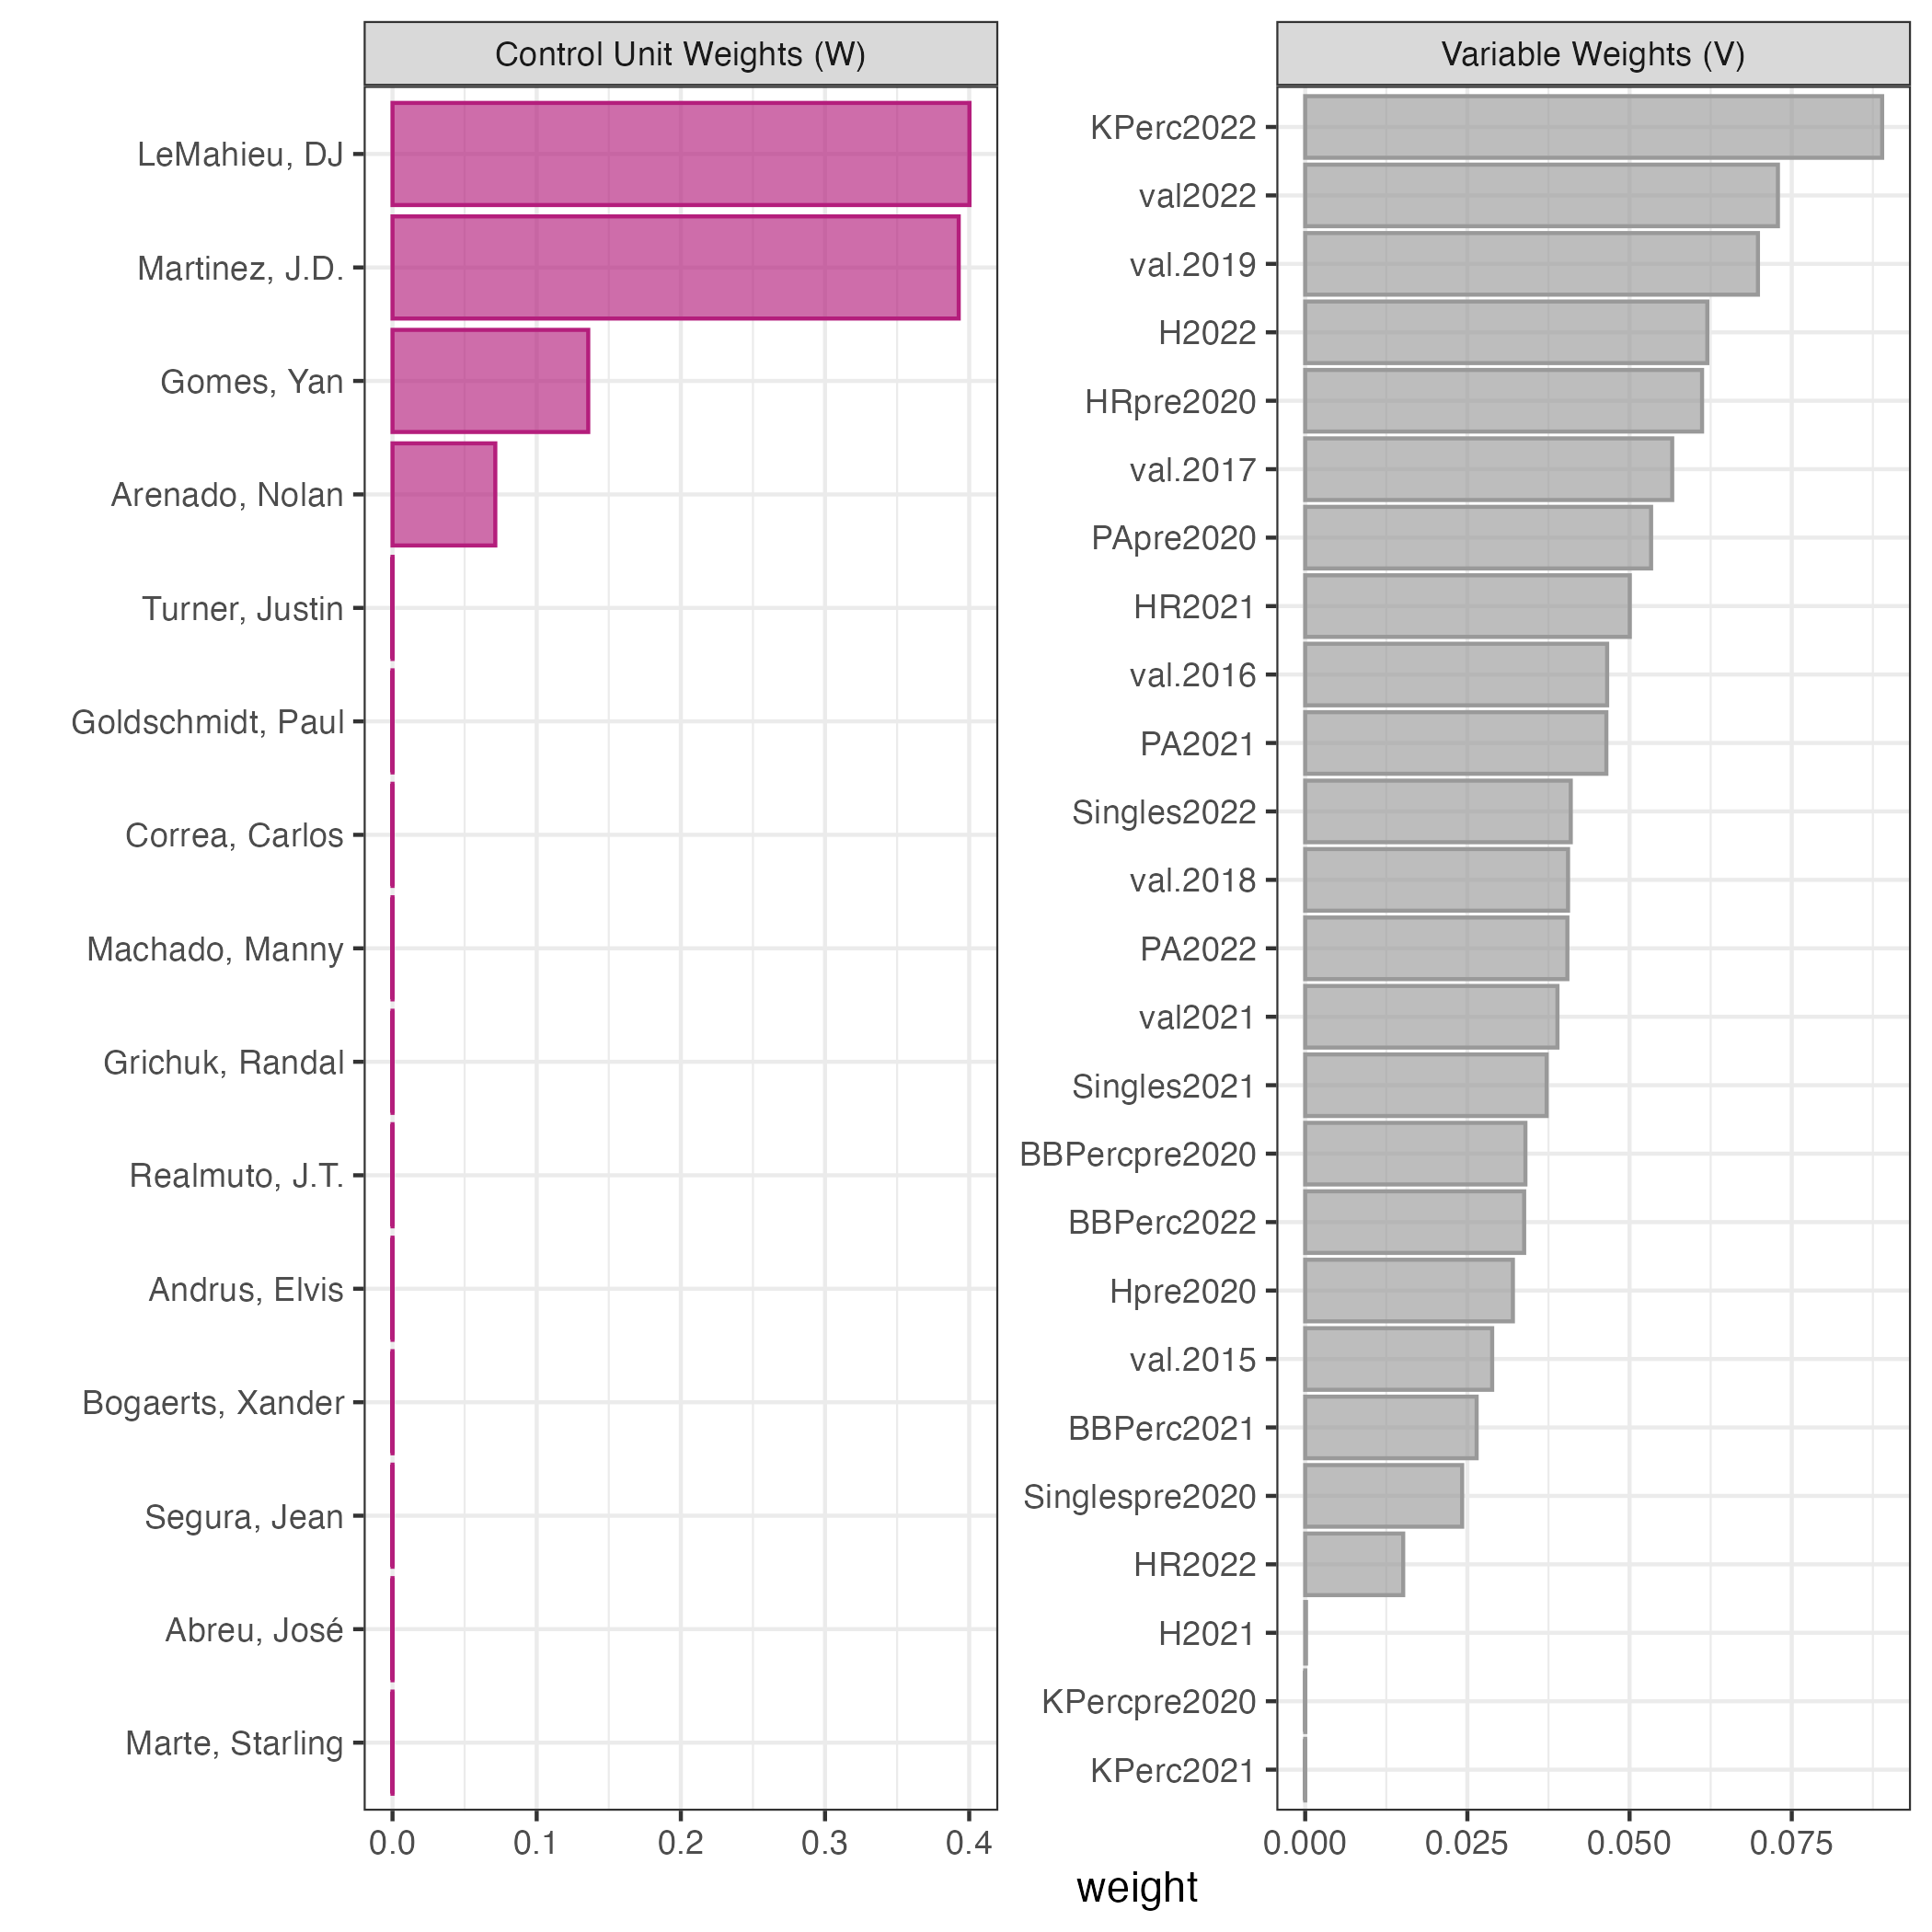 Control Unit Weights (W)
LeMahieu, DJ
Martinez, J.D.
Gomes, Yan
Arenado, Nolan
Turner, Justin
Goldschmidt, Paul
Correa, Carlos
Machado, Manny
Grichuk, Randal
Realmuto, J.T.
Andrus, Elvis
Bogaerts, Xander
Segura, Jean
Abreu, José
Marte, Starling
0.0 0.1 0.2 0.3 0.4
Variable Weights (V)
KPerc2022
val2022
val.2019
H2022
HRpre2020
val.2017
PApre2020
HR2021
val.2016
PA2021
Singles2022
val.2018
PA2022
val2021
Singles2021
BBPercpre2020
BBPerc2022
Hpre2020
val.2015
BBPerc2021
Singlespre2020
HR2022
H2021
KPercpre2020
KPerc2021
0.000 0.025 0.050 0.075
weight